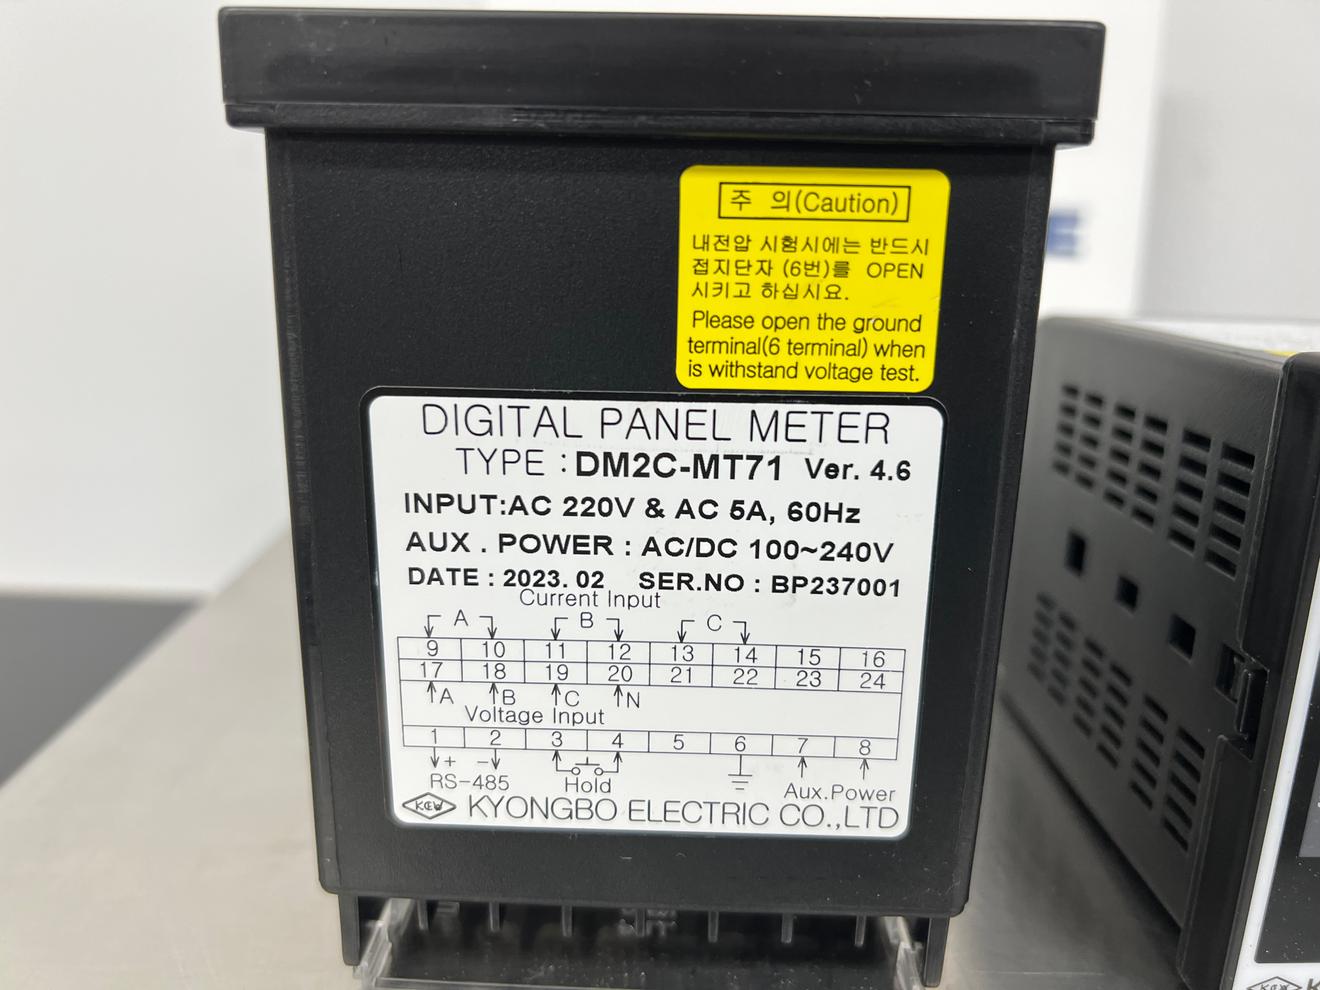 주 의(Caution)
내전압 시험시에는 반드시
접지단자 (6번)를 OPEN
시키고 하십시요.
Please open the ground
terminal(6 terminal) when
is withstand voltage test.
DIGITAL PANEL METER
TYPE : DM2C-MT71 Ver. 4.6
INPUT:AC 220V & AC 5A, 60Hz
AUX . POWER : AC/DC 100~240V
DATE : 2023. 02 SER.NO : BP237001
Current Input
A B C
9 10 11 12 13 14 15 16
17 18 19 20 21 22 23 24
A B C N
Voltage Input
1 2 3 4 5 6 7 8
+ −
RS-485 Hold Aux.Power
KYONGBO ELECTRIC CO.,LTD